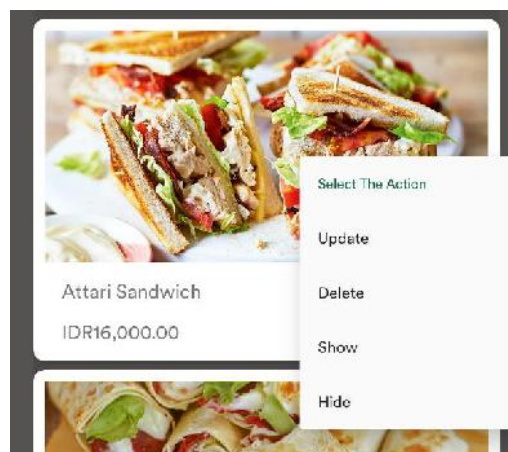 Select The Action
Update
Attari Sandwich
Delete
IDR16,000.00
Show
Hide